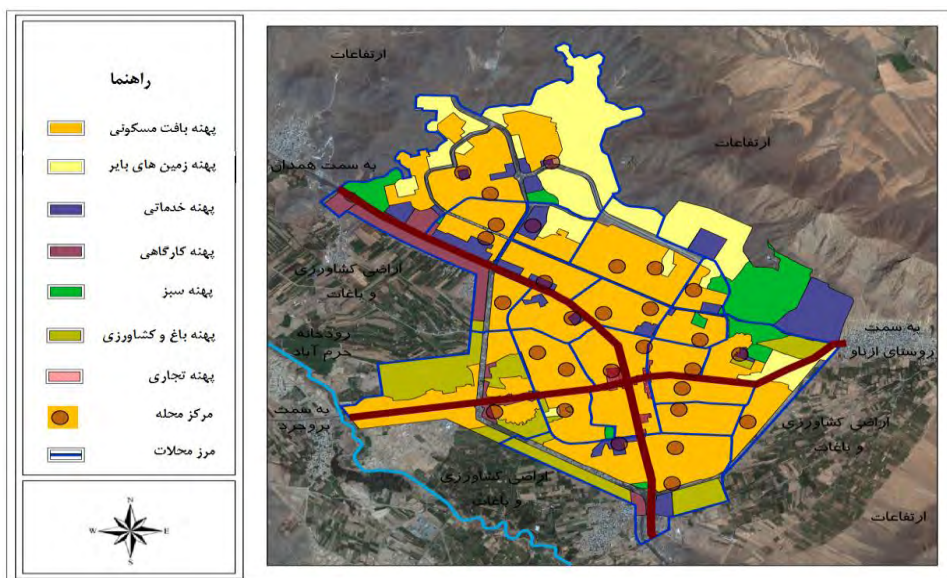 راهنما
پهنه بافت مسکونی
پهنه زمین های بایر
پهنه خدماتی
پهنه کارگاهی
پهنه سبز
پهنه باغ و کشاورزی
پهنه تجاری
مرکز محله
مرز محلات
N
W
E
S
ارتفاعات
ارتفاعات
به سمت همدان
اراضی کشاورزی
و باغات
رودخانه
خرم آباد
به سمت
بروجرد
اراضی کشاورزی
و باغات
به سمت
روستای ازناو
اراضی کشاورزی
و باغات
ارتفاعات